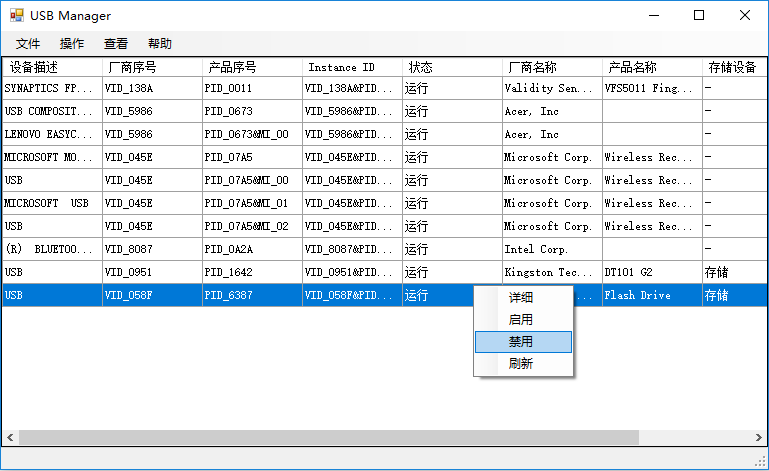 USB Manager
文件 操作 查看 帮助
设备描述 厂商序号 产品序号 Instance ID 状态 厂商名称 产品名称 存储设备
SYNAPTICS FP... VID_138A PID_0011 VID_138A&PID... 运行 Validity Sen... VFS5011 Fing... -
USB COMPOSIT... VID_5986 PID_0673 VID_5986&PID... 运行 Acer, Inc -
LENOVO EASYC... VID_5986 PID_0673&MI_00 VID_5986&PID... 运行 Acer, Inc -
MICROSOFT MO... VID_045E PID_07A5 VID_045E&PID... 运行 Microsoft Corp. Wireless Rec... -
USB VID_045E PID_07A5&MI_00 VID_045E&PID... 运行 Microsoft Corp. Wireless Rec... -
MICROSOFT USB VID_045E PID_07A5&MI_01 VID_045E&PID... 运行 Microsoft Corp. Wireless Rec... -
USB VID_045E PID_07A5&MI_02 VID_045E&PID... 运行 Microsoft Corp. Wireless Rec... -
(R) BLUETOO... VID_8087 PID_0A2A VID_8087&PID... 运行 Intel Corp. -
USB VID_0951 PID_1642 VID_0951&PID... 运行 Kingston Tec... DT101 G2 存储
USB VID_058F PID_6387 VID_058F&PID... 运行 ... Flash Drive 存储
详细
启用
禁用
刷新